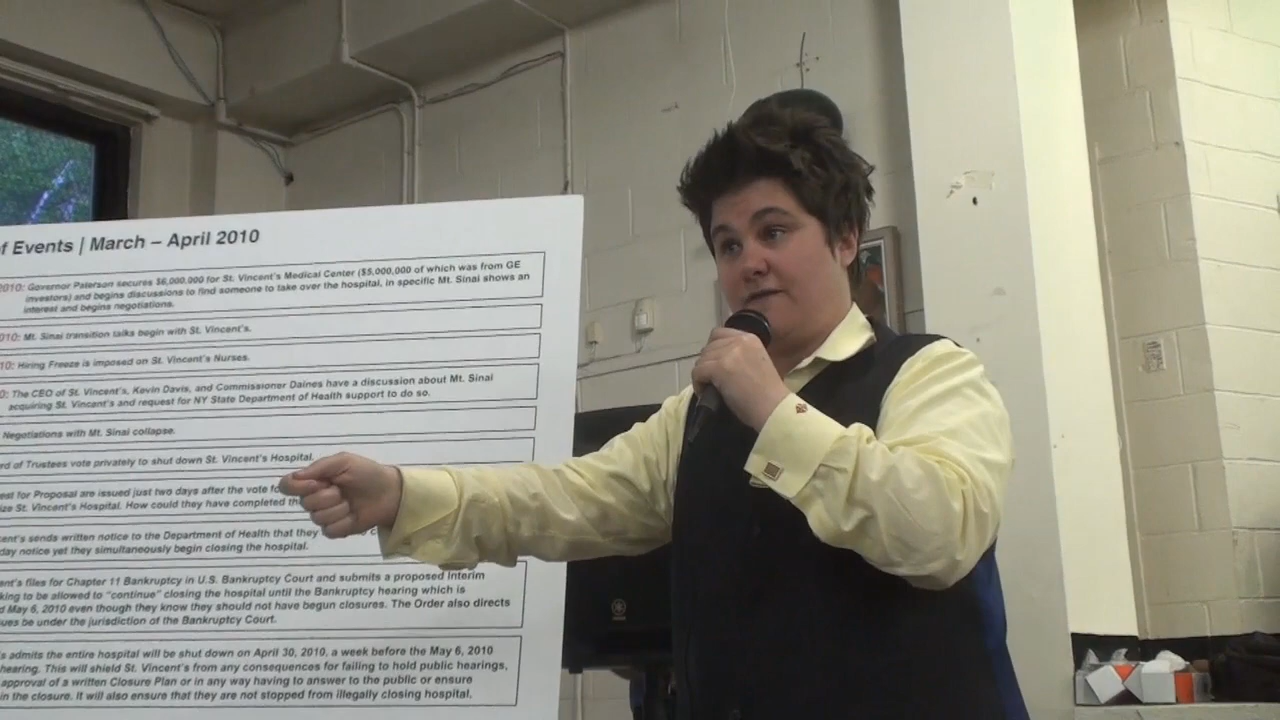 f Events | March – April 2010
2010: Governor Paterson secures $6,000,000 for St. Vincent's Medical Center ($5,000,000 of which was from GE
investors) and begins discussions to find someone to take over the hospital, in specific Mt. Sinai shows an
interest and begins negotiations.
010: Mt. Sinai transition talks begin with St. Vincent's.
10: Hiring Freeze is imposed on St. Vincent's Nurses.
0: The CEO of St. Vincent's, Kevin Davis, and Commissioner Daines have a discussion about Mt. Sinai
acquiring St. Vincent's and request for NY State Department of Health support to do so.
Negotiations with Mt. Sinai collapse.
rd of Trustees vote privately to shut down St. Vincent's Hospital.
est for Proposal are issued just two days after the vote fo
ize St. Vincent's Hospital. How could they have completed th
cent's sends written notice to the Department of Health that they
day notice yet they simultaneously begin closing the hospital.
ent's files for Chapter 11 Bankruptcy in U.S. Bankruptcy Court and submits a proposed Interim
king to be allowed to "continue" closing the hospital until the Bankruptcy hearing which is
d May 6, 2010 even though they know they should not have begun closures. The Order also directs
ues be under the jurisdiction of the Bankruptcy Court.
s admits the entire hospital will be shut down on April 30, 2010, a week before the May 6, 2010
hearing. This will shield St. Vincent's from any consequences for failing to hold public hearings,
approval of a written Closure Plan or in any way having to answer to the public or ensure
in the closure. It will also ensure that they are not stopped from illegally closing hospital.